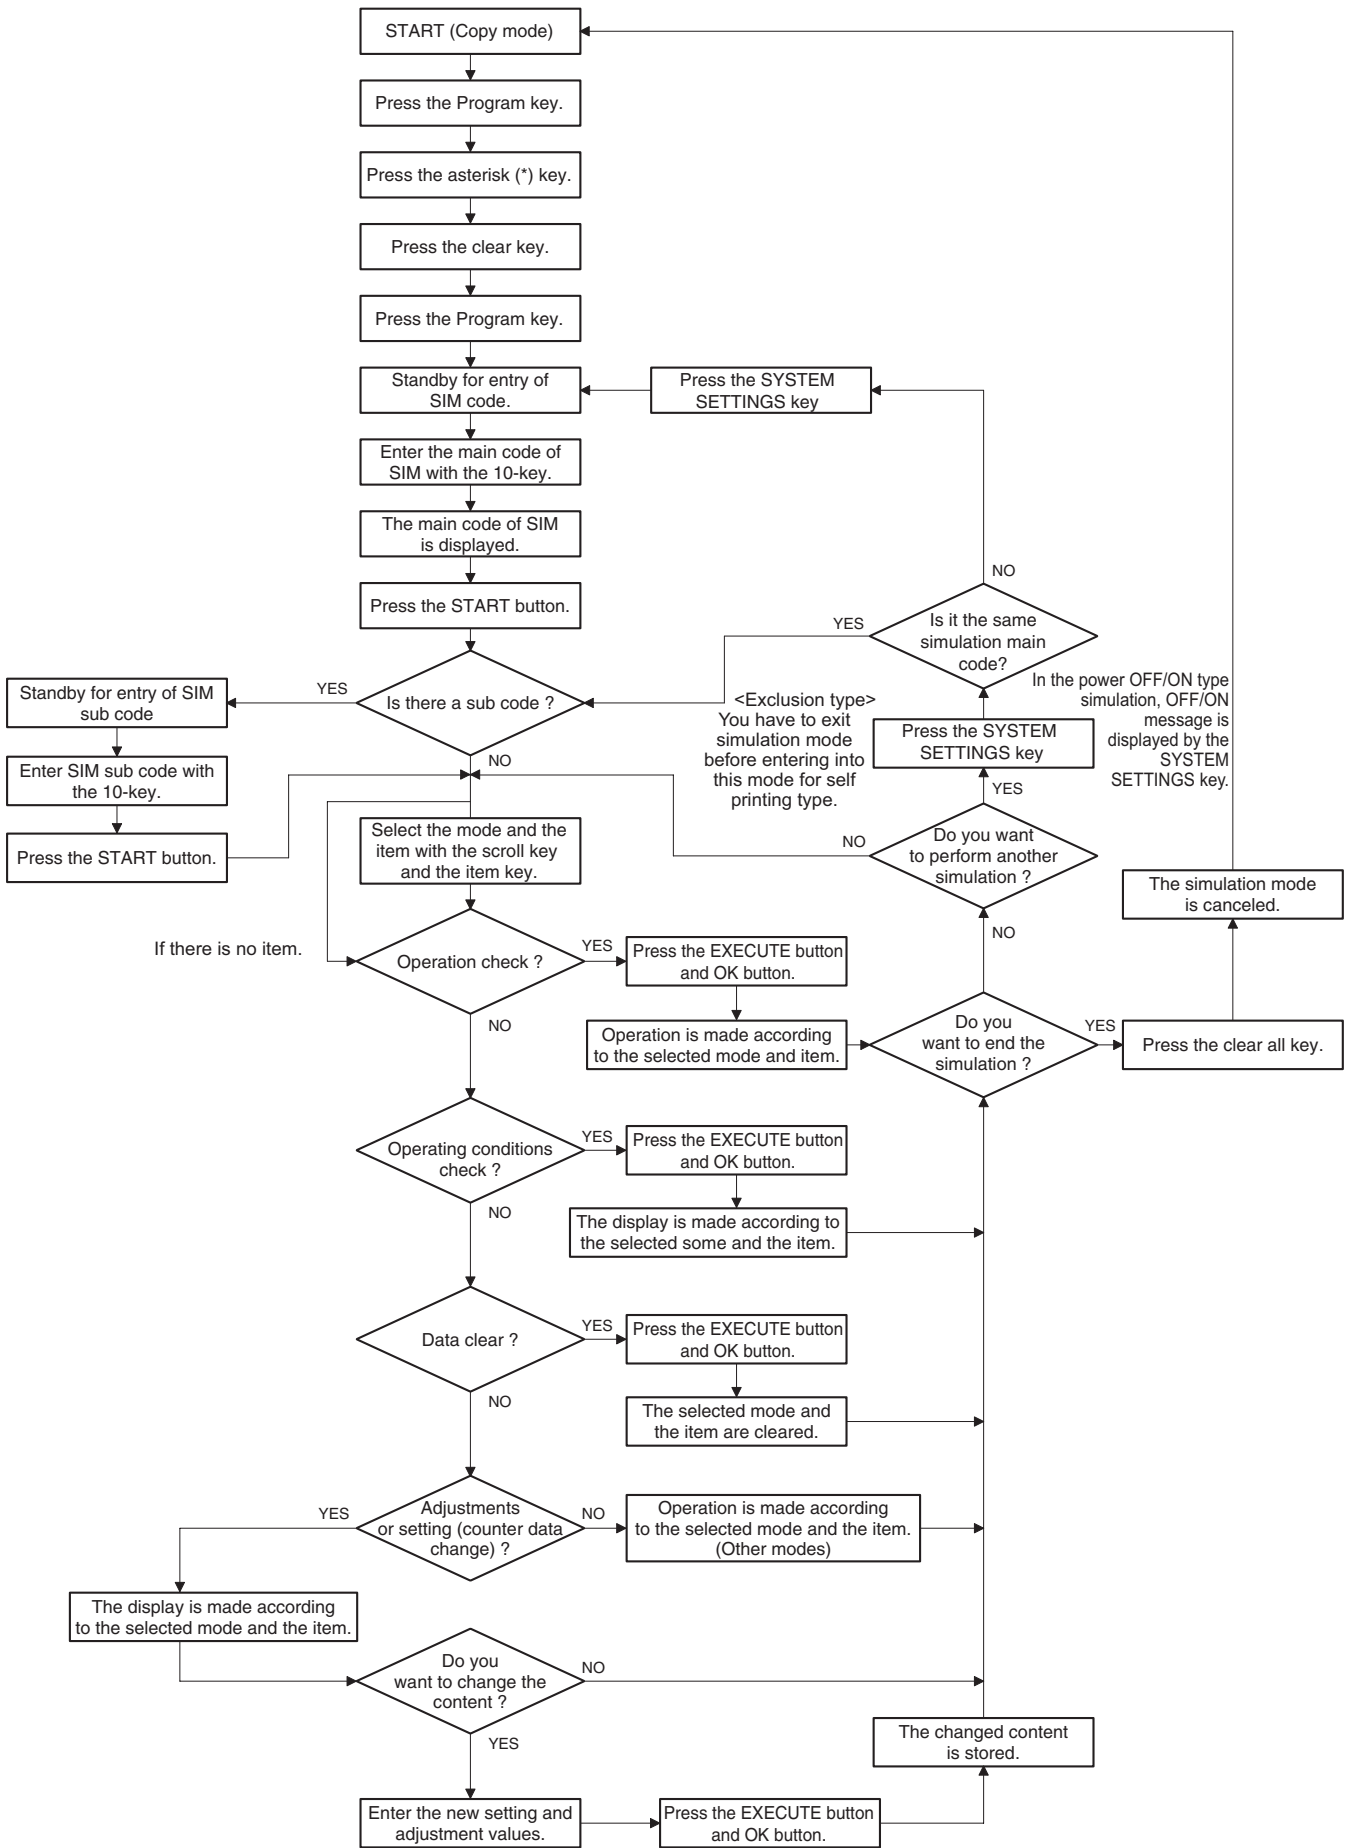 START (Copy mode)
Press the Program key.
Press the asterisk (*) key.
Press the clear key.
Press the Program key.
Standby for entry of
SIM code.
Press the SYSTEM
SETTINGS key
Enter the main code of
SIM with the 10-key.
The main code of SIM
is displayed.
NO
Press the START button.
YES
Is it the same
simulation main
code?
Standby for entry of SIM
sub code
YES
Is there a sub code ?
<Exclusion type>
You have to exit
simulation mode
before entering into
this mode for self
printing type.
Press the SYSTEM
SETTINGS key
In the power OFF/ON type
simulation, OFF/ON
message is
displayed by the
SYSTEM
SETTINGS key.
Enter SIM sub code with
the 10-key.
NO
YES
Press the START button.
Select the mode and the
item with the scroll key
and the item key.
NO
Do you want
to perform another
simulation ?
The simulation mode
is canceled.
NO
If there is no item.
Operation check ?
YES
Press the EXECUTE button
and OK button.
NO
Operation is made according
to the selected mode and item.
Do you
want to end the
simulation ?
YES
Press the clear all key.
Operating conditions
check ?
YES
Press the EXECUTE button
and OK button.
NO
The display is made according to
the selected some and the item.
Data clear ?
YES
Press the EXECUTE button
and OK button.
NO
The selected mode and
the item are cleared.
YES
Adjustments
or setting (counter data
change) ?
NO
Operation is made according
to the selected mode and the item.
(Other modes)
The display is made according
to the selected mode and the item.
Do you
want to change the
content ?
NO
YES
The changed content
is stored.
Enter the new setting and
adjustment values.
Press the EXECUTE button
and OK button.